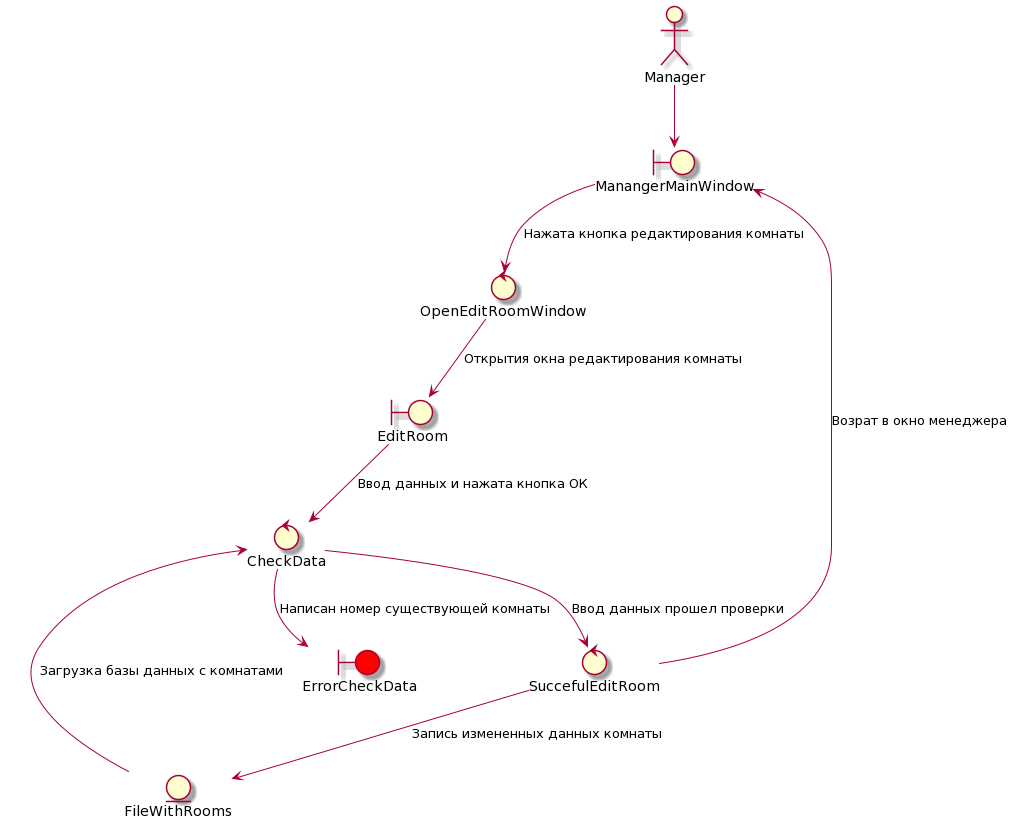 Manager
ManangerMainWindow
Нажата кнопка редактирования комнаты
OpenEditRoomWindow
Открытия окна редактирования комнаты
Возрат в окно менеджера
EditRoom
Ввод данных и нажата кнопка ОК
CheckData
Написан номер существующей комнаты
Ввод данных прошел проверки
Загрузка базы данных с комнатами
ErrorCheckData
SuccefulEditRoom
Запись измененных данных комнаты
FileWithRooms